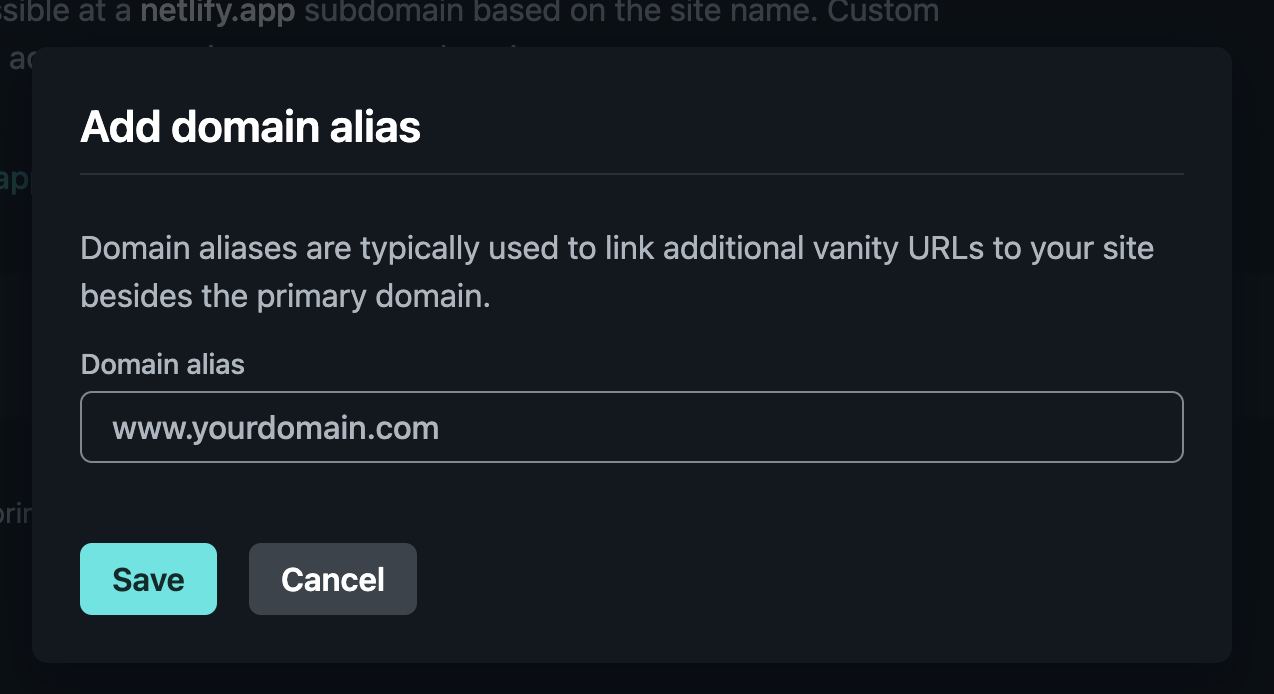 at a netlify.app subdomain based on the site name. Custom
Add domain alias
Domain aliases are typically used to link additional vanity URLs to your site
besides the primary domain.
Domain alias
www.yourdomain.com
Save
Cancel